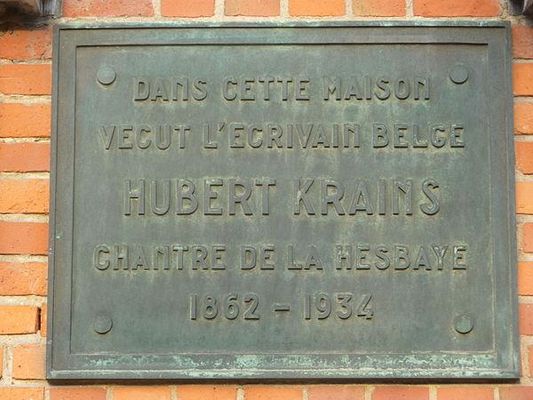 DANS CETTE MAISON
VECUT L'ECRIVAIN BELGE
HUBERT KRAINS
CHANTRE DE LA HESBAYE
1862 - 1934